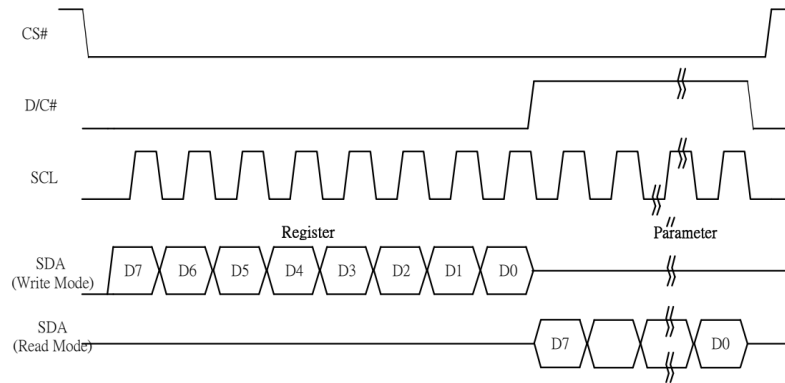 CS#
D/C#
SCL
Register
Parameter
SDA
(Write Mode)
D7
D6
D5
D4
D3
D2
D1
D0
SDA
(Read Mode)
D7
D0